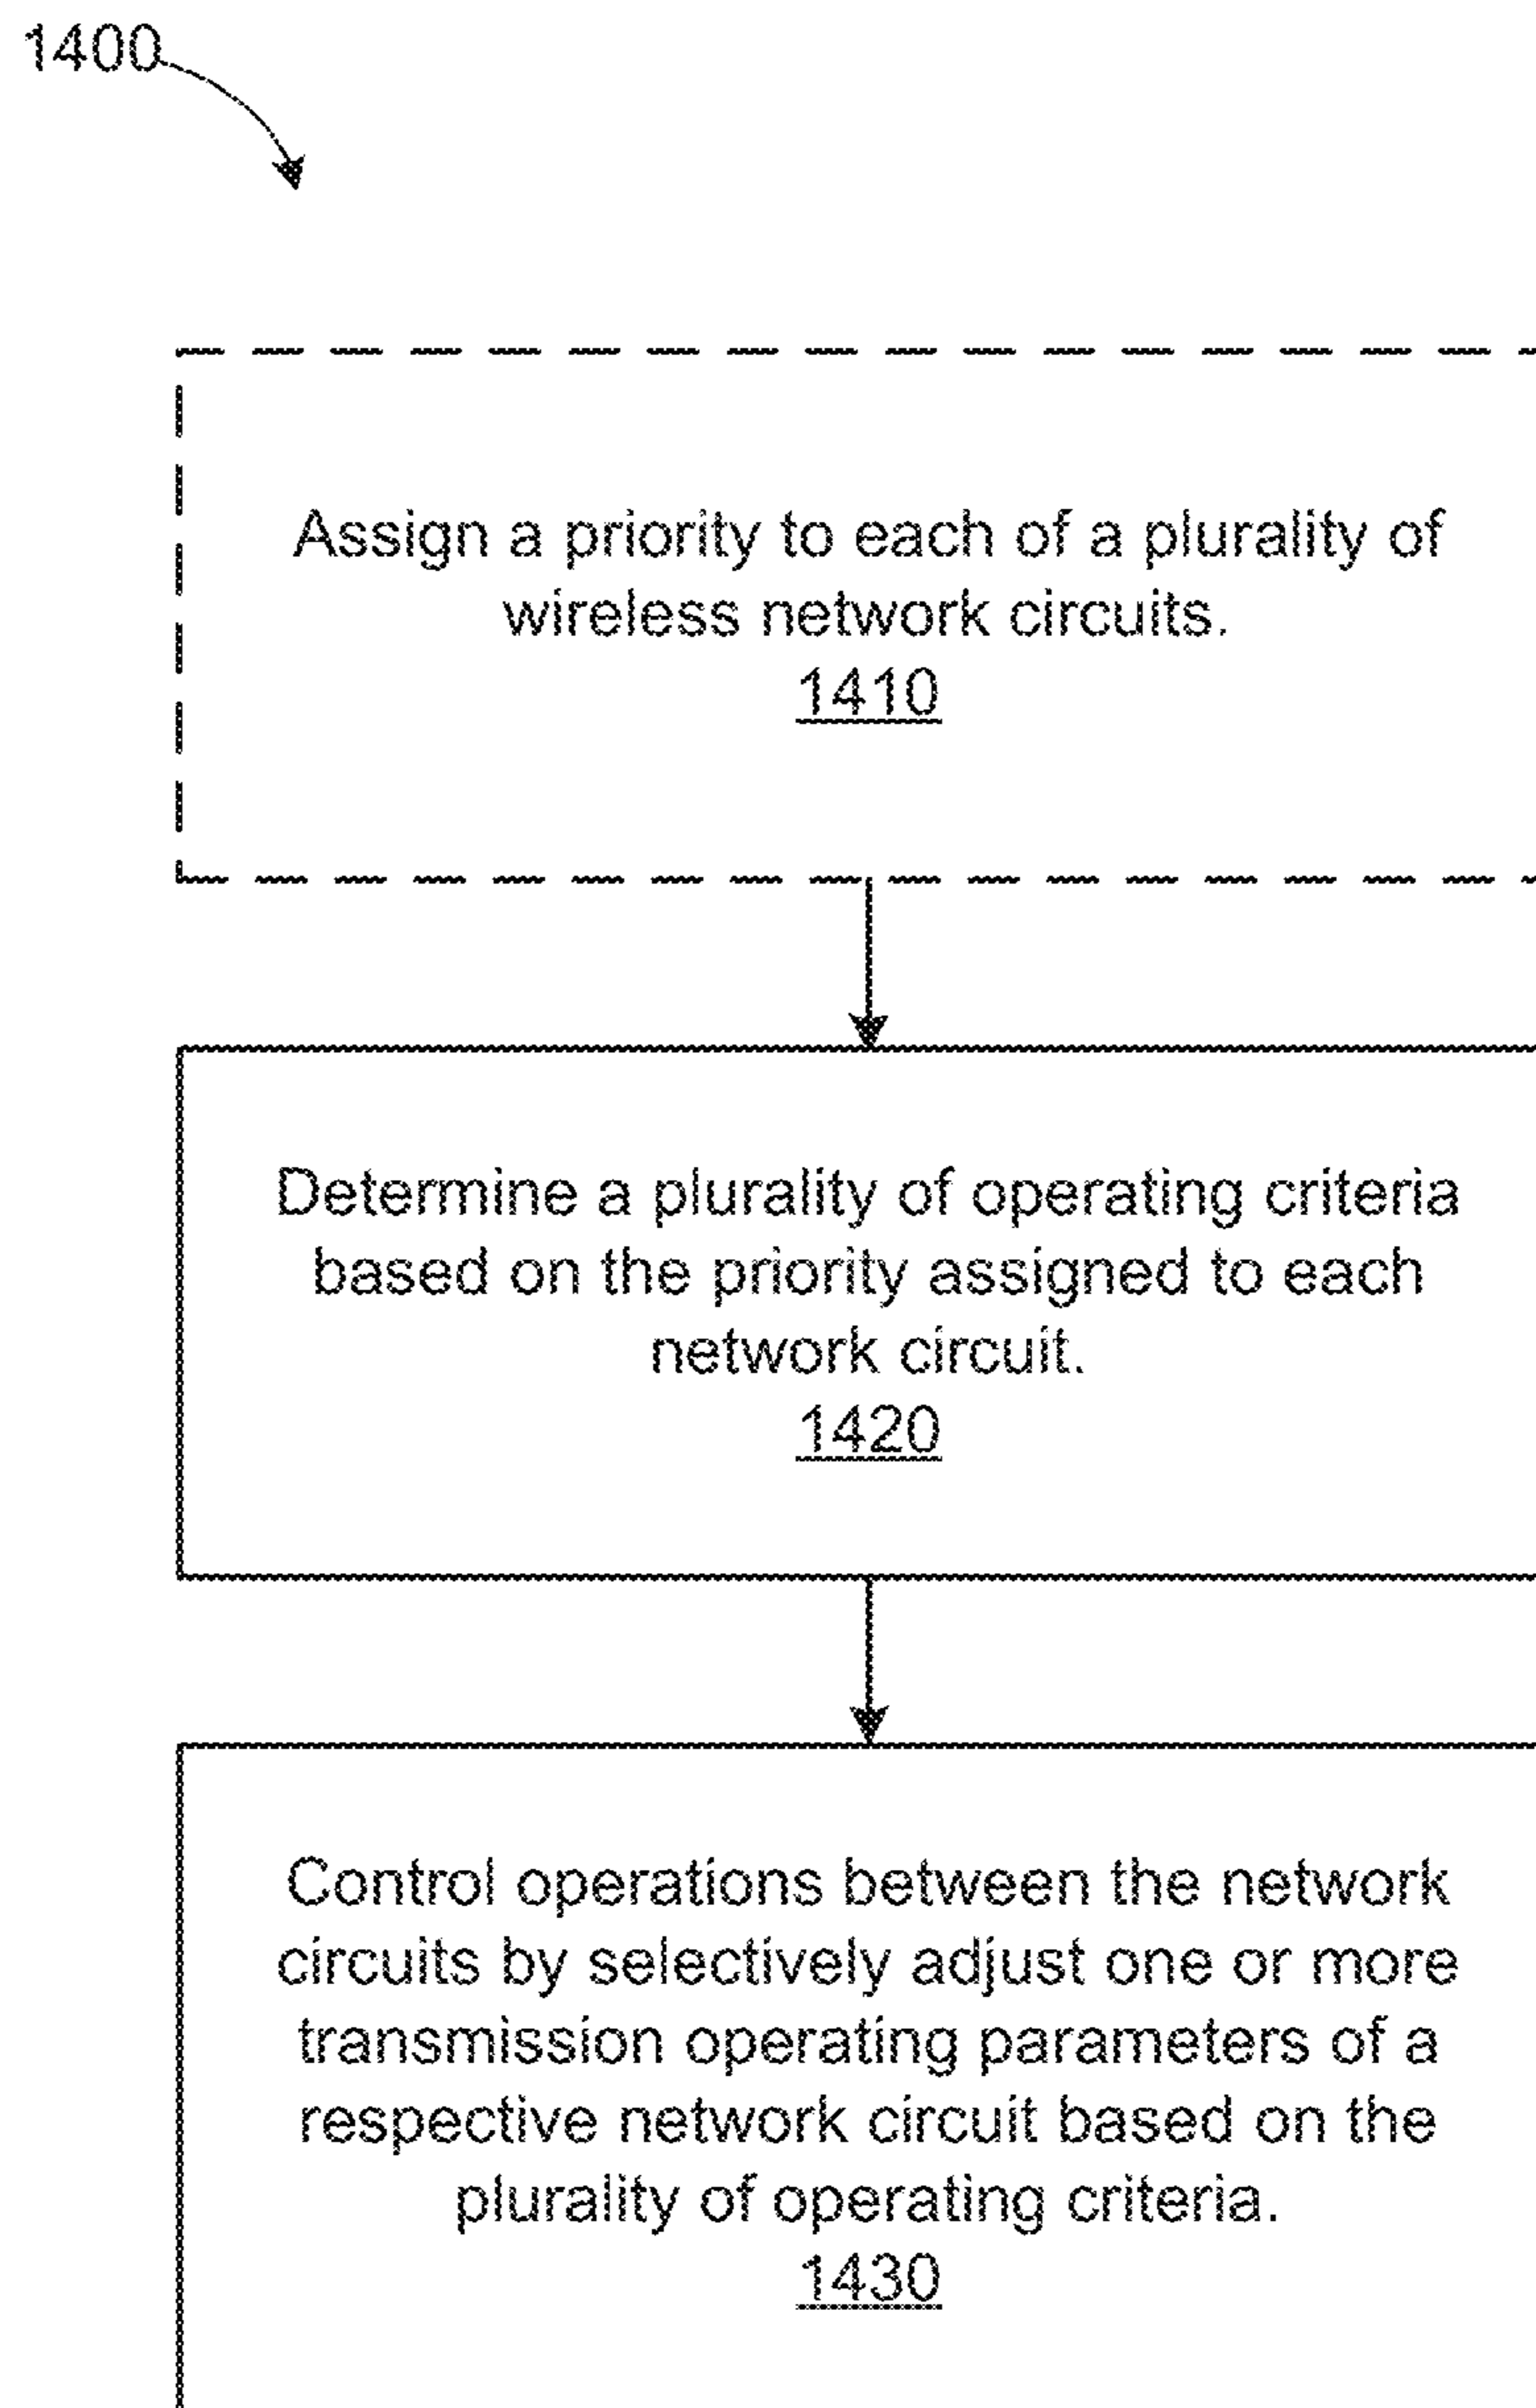 1400
Assign a priority to each of a plurality of
wireless network circuits.
1410
Determine a plurality of operating criteria
based on the priority assigned to each
network circuit.
1420
Control operations between the network
circuits by selectively adjust one or more
transmission operating parameters of a
respective network circuit based on the
plurality of operating criteria.
1430